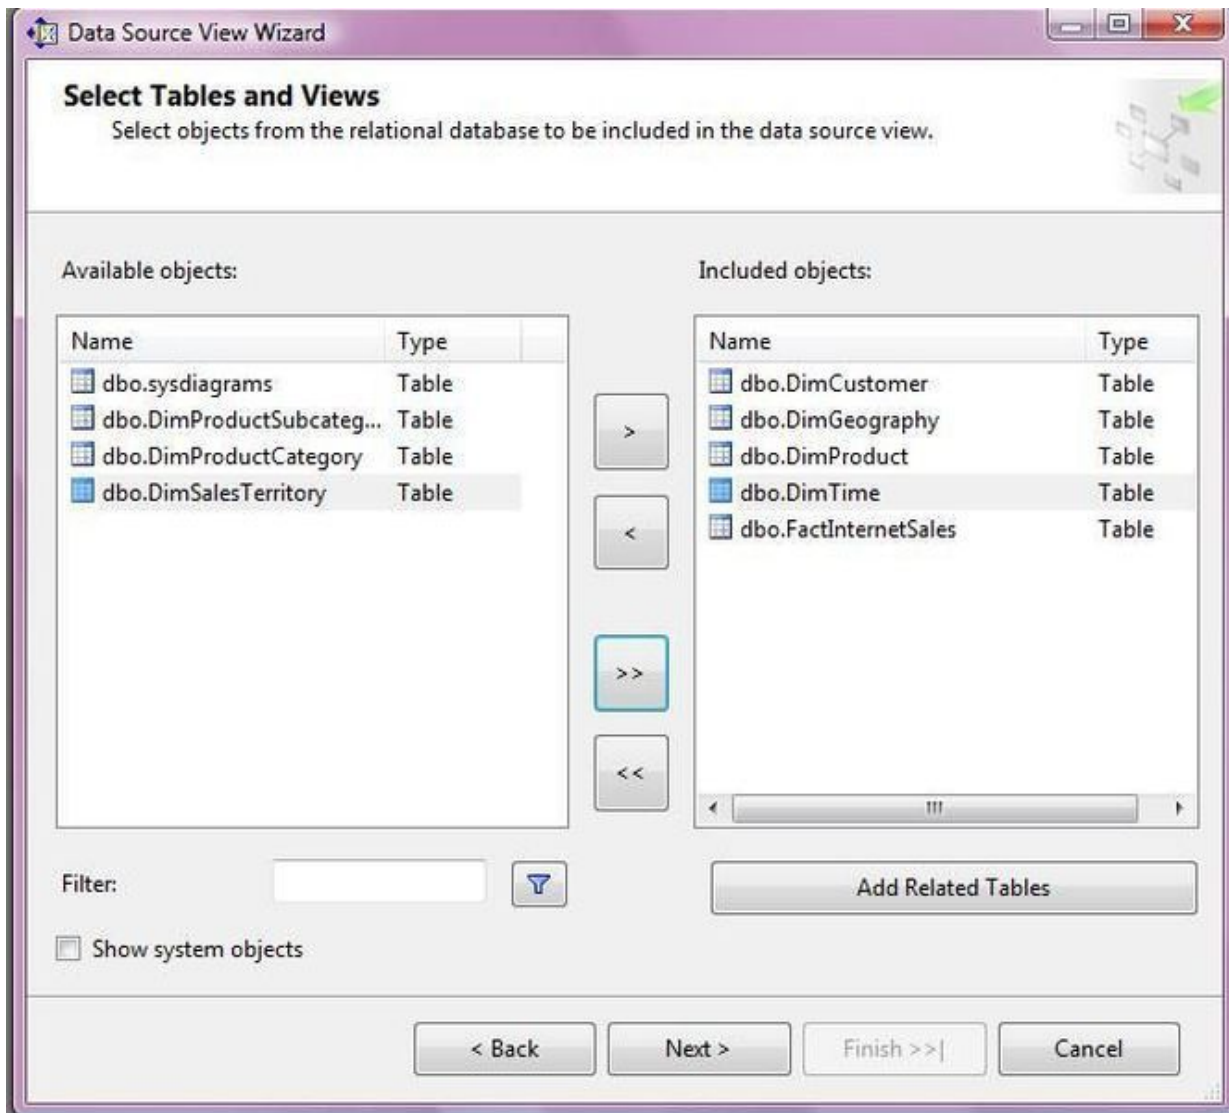 Data Source View Wizard
Select Tables and Views
Select objects from the relational database to be included in the data source view.
Available objects:
Name Type
dbo.sysdiagrams Table
dbo.DimProductSubcateg... Table
dbo.DimProductCategory Table
dbo.DimSalesTerritory Table
>
<
>>
<<
Included objects:
Name Type
dbo.DimCustomer Table
dbo.DimGeography Table
dbo.DimProduct Table
dbo.DimTime Table
dbo.FactInternetSales Table
Filter:
Add Related Tables
Show system objects
< Back Next > Finish >>| Cancel